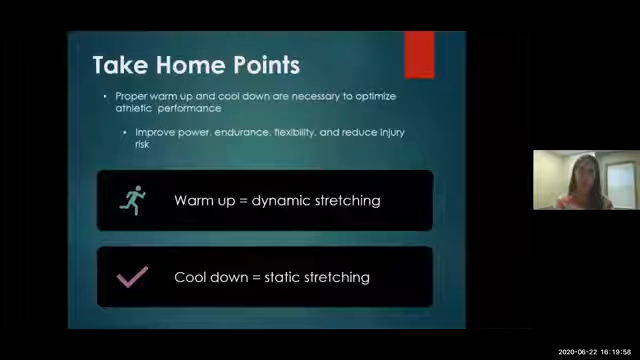 Take Home Points
Proper warm up and cool down are necessary to optimize
athletic performance
Improve power, endurance, flexibility, and reduce injury
risk
Warm up = dynamic stretching
Cool down = static stretching
2020-06-22 16:19:58